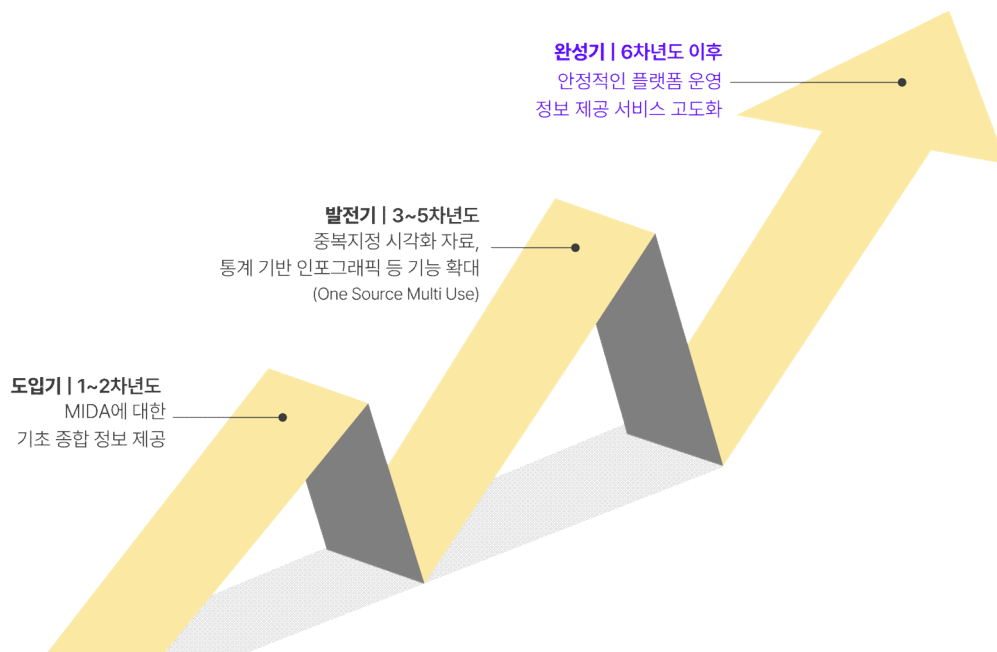 완성기 | 6차년도 이후
안정적인 플랫폼 운영
정보 제공 서비스 고도화
발전기 | 3~5차년도
중복지정 시각화 자료,
통계 기반 인포그래픽 등 기능 확대
(One Source Multi Use)
도입기 | 1~2차년도
MIDA에 대한
기초 종합 정보 제공